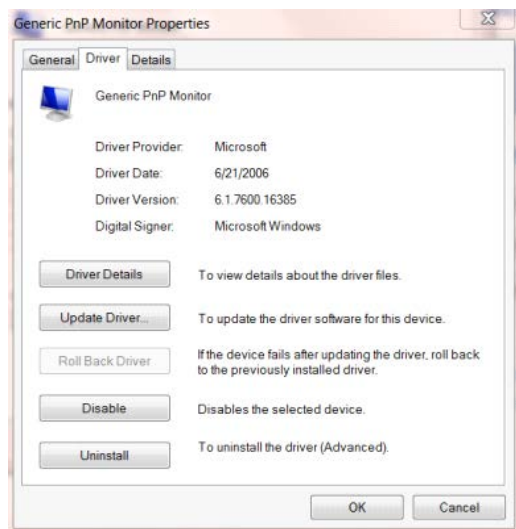 Generic PnP Monitor Properties
General Driver Details
Generic PnP Monitor
Driver Provider: Microsoft
Driver Date: 6/21/2006
Driver Version: 6.1.7600.16385
Digital Signer: Microsoft Windows
Driver Details To view details about the driver files.
Update Driver... To update the driver software for this device.
Roll Back Driver If the device fails after updating the driver, roll back
to the previously installed driver.
Disable Disables the selected device.
Uninstall To uninstall the driver (Advanced).
OK Cancel